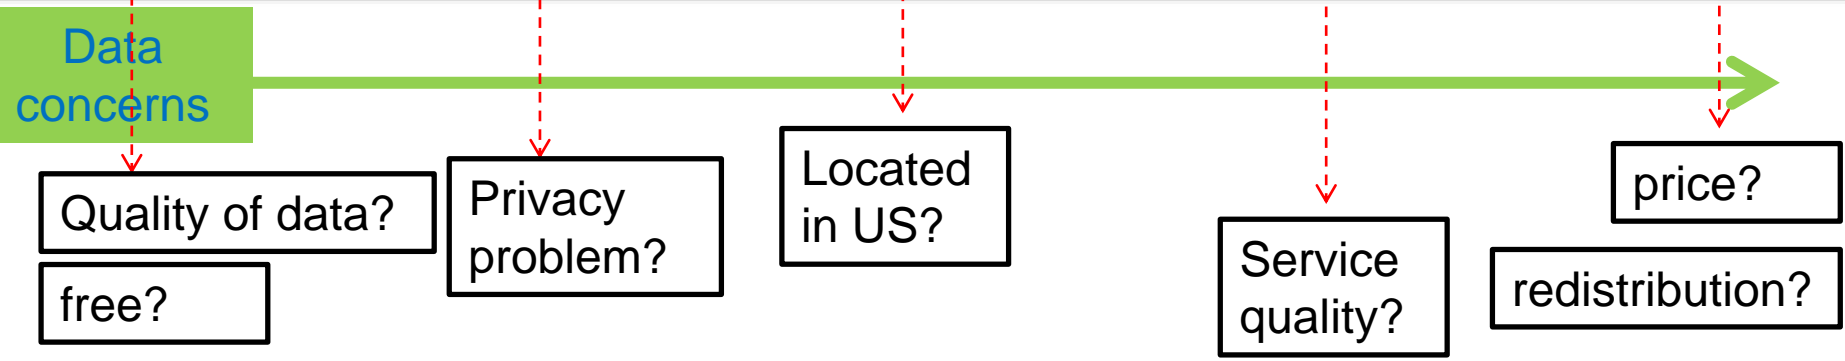 Data
concerns
Quality of data?
free?
Privacy
problem?
Located
in US?
Service
quality?
price?
redistribution?